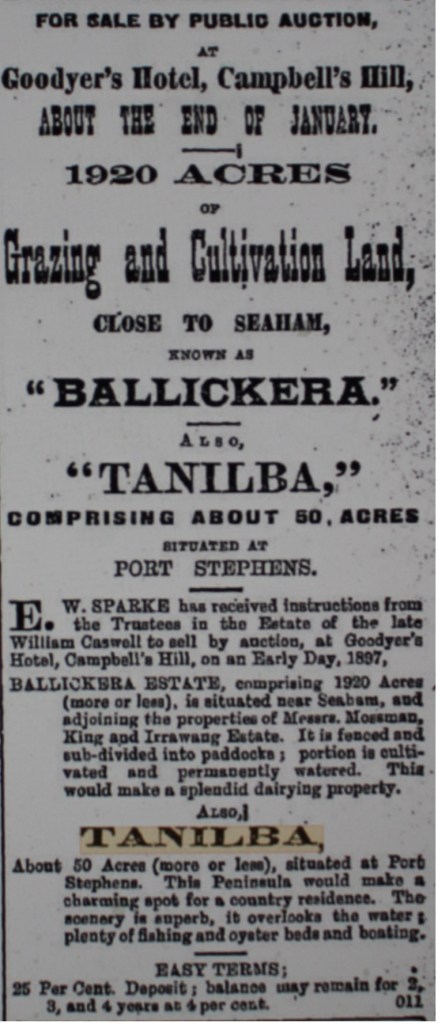 FOR SALE BY PUBLIC AUCTION,
AT
Goodyer's Hotel, Campbell's Hill,
ABOUT THE END OF JANUARY.
1920 ACRES
OF
Grazing and Cultivation Land,
CLOSE TO SEAHAM,
KNOWN AS
"BALLICKERA."
ALSO,
"TANILBA,"
COMPRISING ABOUT 50, ACRES
SITUATED AT
PORT STEPHENS.
E. W. SPARKE has received instructions from
the Trustees in the Estate of the late
William Caswell to sell by auction, at Goodyer's
Hotel, Campbell's Hill, on an Early Day, 1897,
BALLICKERA ESTATE, comprising 1920 Acres
(more or less), is situated near Seaham, and
adjoining the properties of Messrs. Mossman,
King and Irrawang Estate. It is fenced and
sub-divided into paddocks; portion is culti-
vated and permanently watered. This
would make a splendid dairying property.
ALSO,
TANILBA,
About 50 Acres (more or less), situated at Port
Stephens. This Peninsula would make a
charming spot for a country residence. The
scenery is superb, it overlooks the water;
plenty of fishing and oyster beds and boating.
EASY TERMS;
25 Per Cent. Deposit; balance may remain for 2,
3, and 4 years at 4 per cent. 011